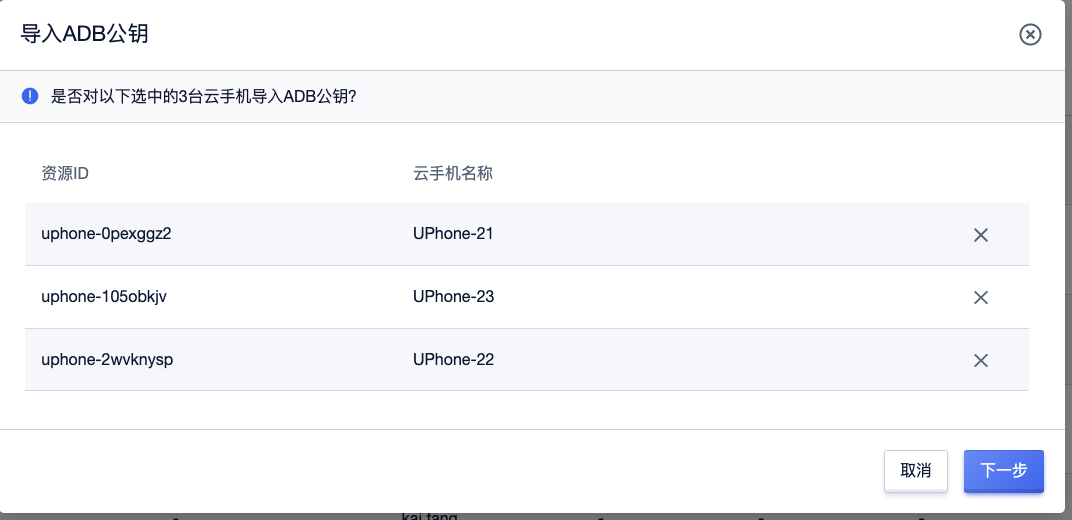 导入ADB公钥
是否对以下选中的3台云手机导入ADB公钥?
资源ID 云手机名称
uphone-0pexggz2 UPhone-21
uphone-105obkjv UPhone-23
uphone-2wvknysp UPhone-22
取消 下一步